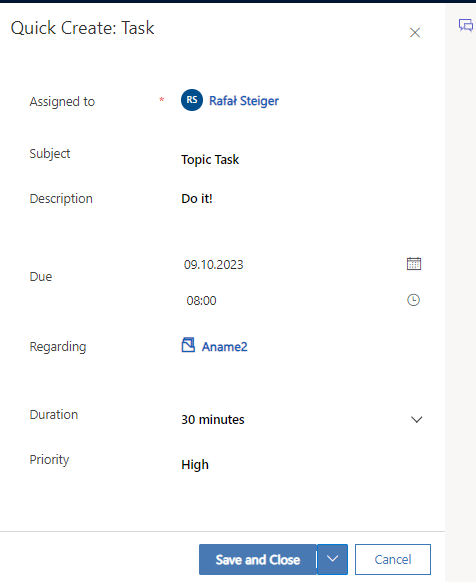 Quick Create: Task
Assigned to * RS Rafał Steiger
Subject Topic Task
Description Do it!
Due 09.10.2023
08:00
Regarding Aname2
Duration 30 minutes
Priority High
Save and Close Cancel